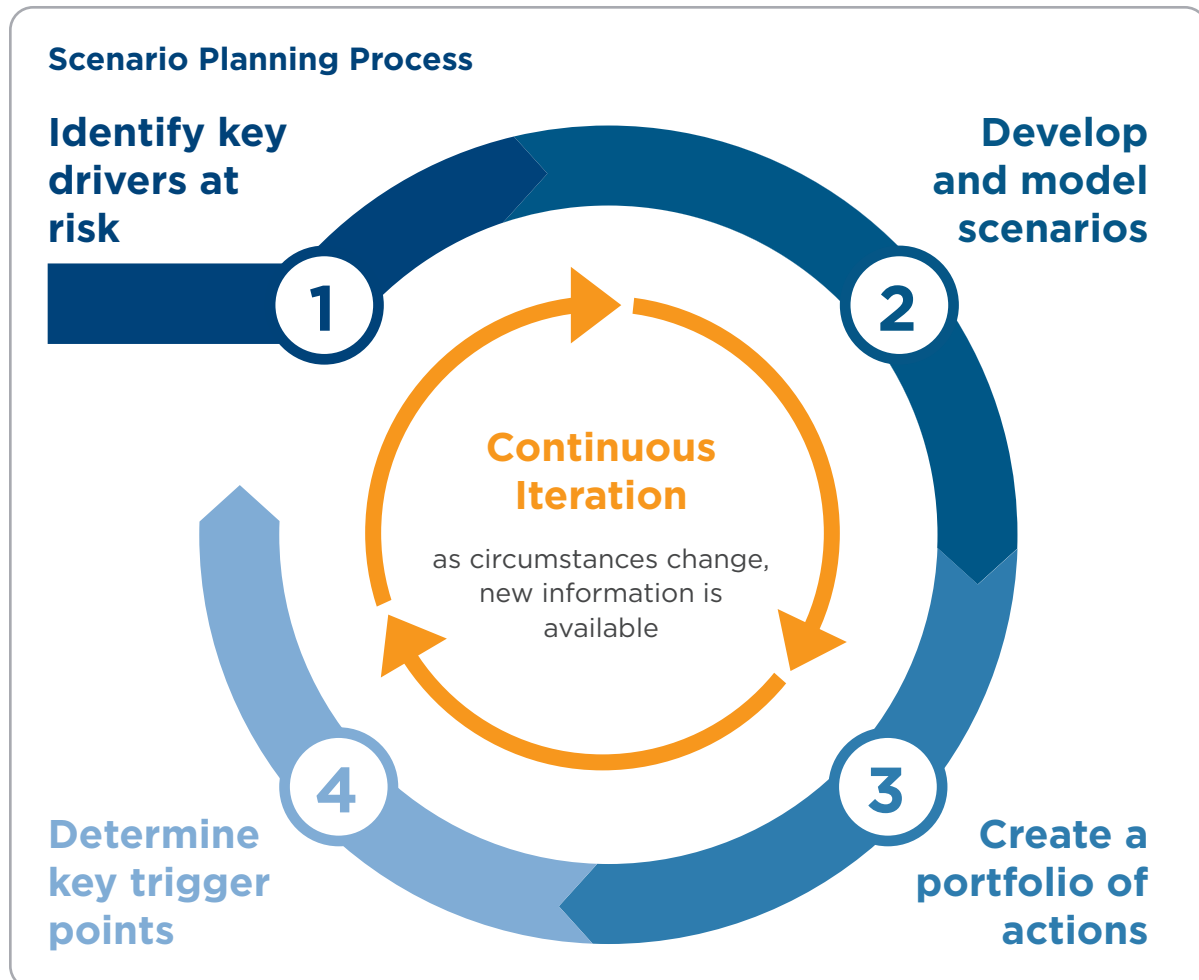 Scenario Planning Process
Identify key
drivers at
risk
1
Develop
and model
scenarios
2
Continuous
Iteration
as circumstances change,
new information is
available
3
Create a
portfolio of
actions
4
Determine
key trigger
points